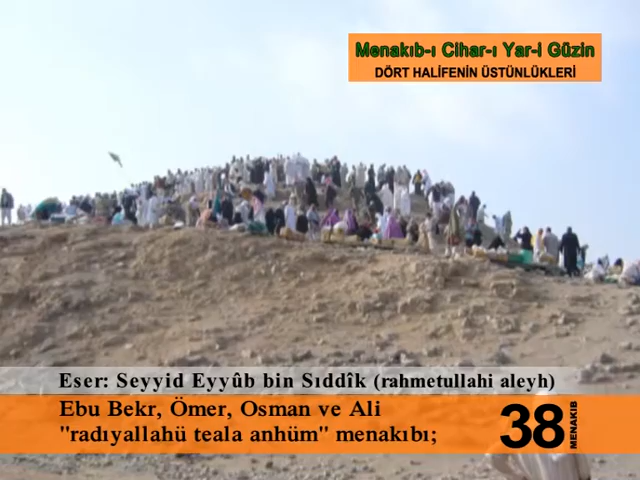 Menakıb-ı Cihar-ı Yar-i Güzin
DÖRT HALİFENİN ÜSTÜNLÜKLERİ
Eser: Seyyid Eyyûb bin Sıddîk (rahmetullahi aleyh)
Ebu Bekr, Ömer, Osman ve Ali
"radıyallahü teala anhüm" menakıbı;
38
MENAKIB